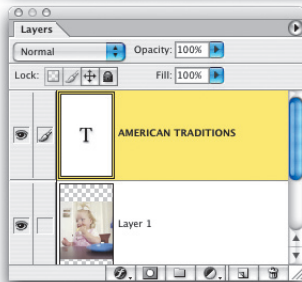 Layers
Normal Opacity: 100%
Lock: Fill: 100%
T AMERICAN TRADITIONS
Layer 1